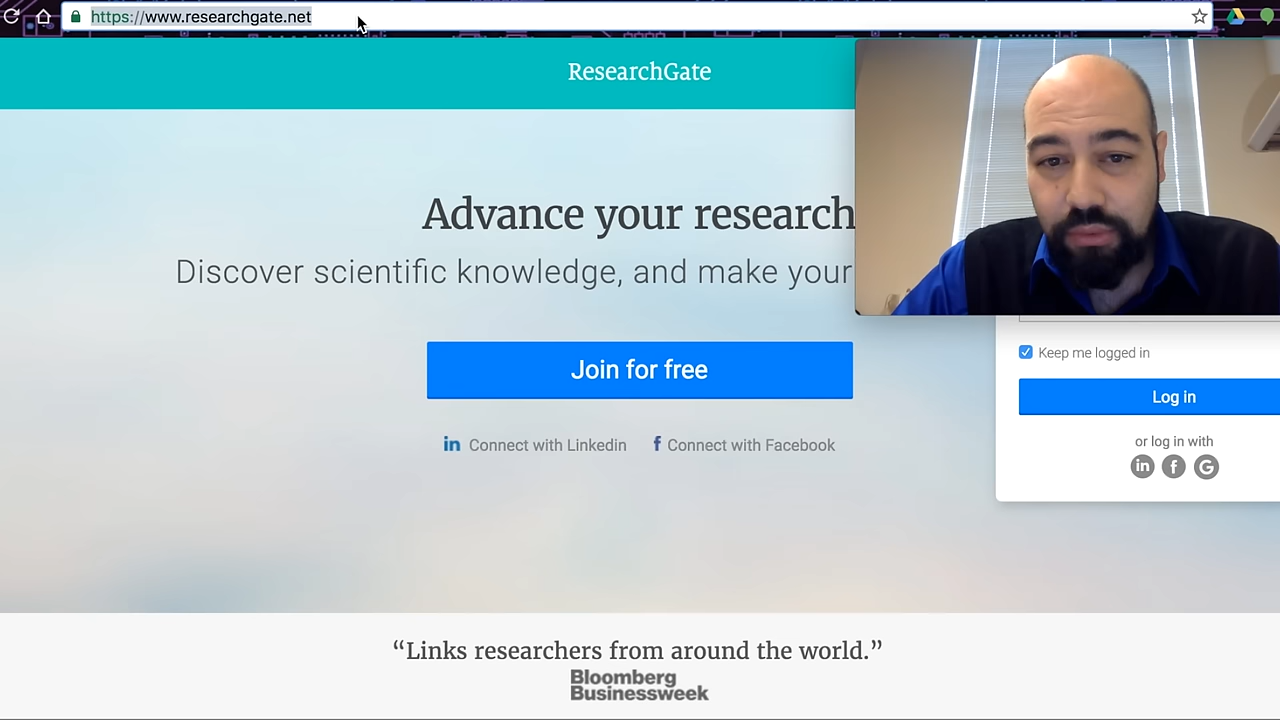 https://www.researchgate.net
ResearchGate
Advance your research
Discover scientific knowledge, and make your
Join for free
in Connect with Linkedin f Connect with Facebook
Keep me logged in
Log in
or log in with
in f G
“Links researchers from around the world.”
Bloomberg
Businessweek